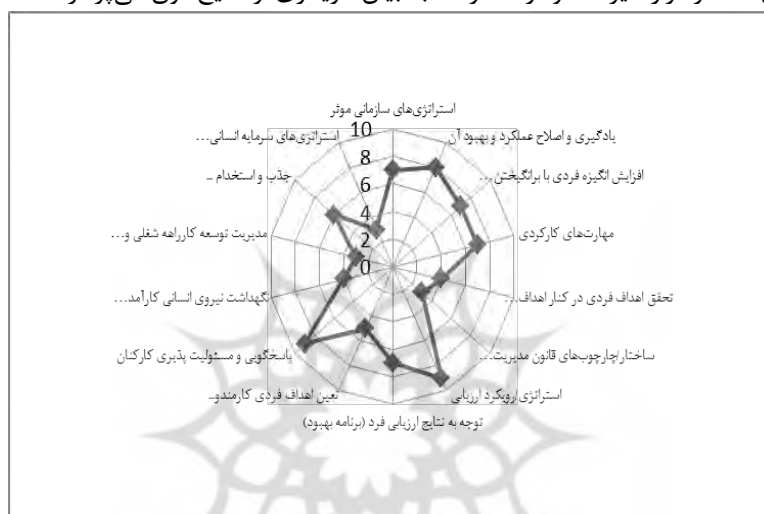 استراتژی‌های سازمانی موثر
یادگیری و اصلاح عملکرد و بهبود آن
افزایش انگیزه فردی با برانگیختن...
مهارت‌های کارکردی
تحقق اهداف فردی در کنار اهداف...
ساختار/چارچوب‌های قانون مدیریت...
استراتژی/رویکرد ارزیابی
توجه به نتایج ارزیابی فرد (برنامه بهبود)
تعین اهداف فردی کارمندو...
پاسخگویی و مسئولیت پذیری کارکنان
نگهداشت نیروی انسانی کارآمد...
مدیریت توسعه کارراهه شغلی و...
جذب و استخدام ...
استراتژی‌های سرمایه انسانی...
10
8
6
4
2
0